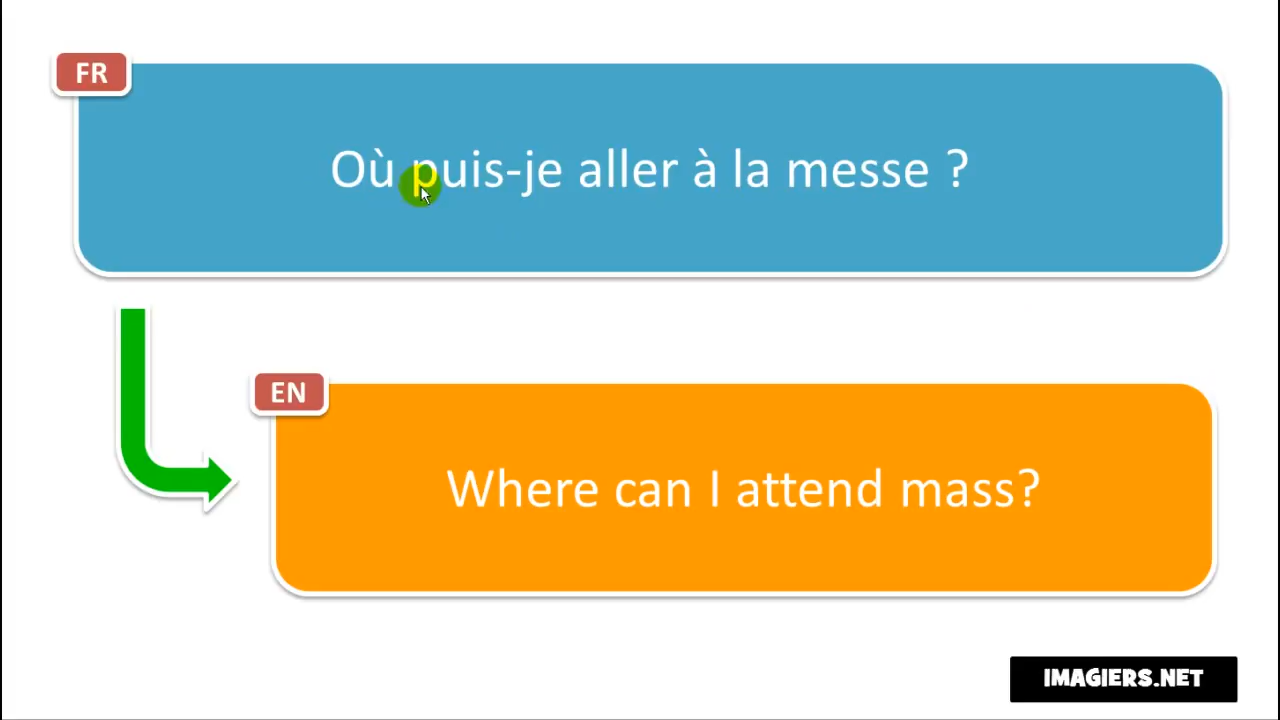 FR
Où puis-je aller à la messe ?
EN
Where can I attend mass?
IMAGIERS.NET